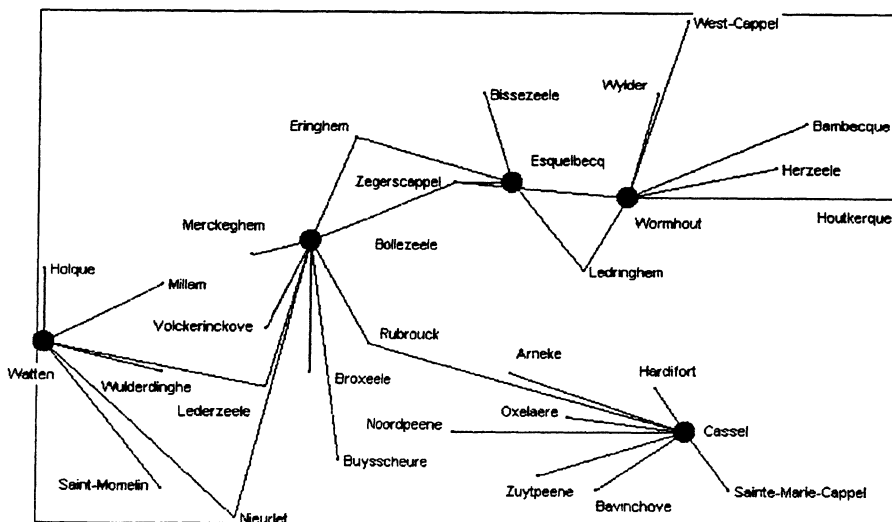 West-Cappel
Wylder
Bissezeele
Bambecque
Eringhem
Esquelbecq
Herzeele
Zegerscappel
Merckeghem
Wormhout
Houtkerque
Bollezeele
Holque
Ledringhem
Millam
Volckerinckove
Rubrouck
Arneke
Hardifort
Watten
Wulderdinghe
Broxeele
Lederzeele
Oxelaere
Noordpeene
Cassel
Buysscheure
Saint-Momelin
Zuytpeene
Bavinchove
Sainte-Marie-Cappel
Nieurlet